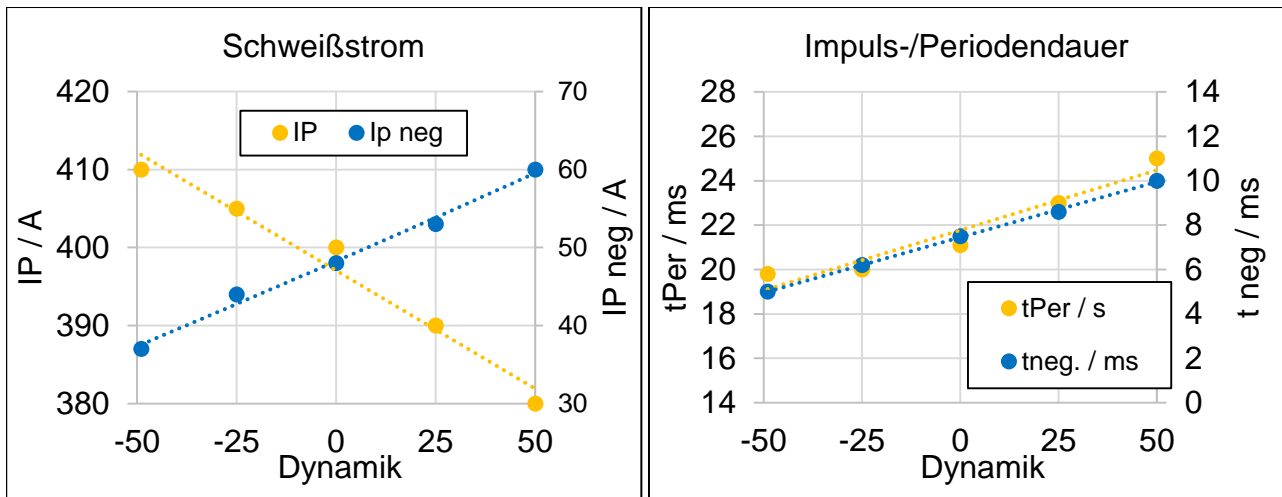 Schweißstrom
IP / A
420
410
400
390
380
IP Ip neg
70
60
50
40
30
IP neg / A
-50 -25 0 25 50
Dynamik
Impuls-/Periodendauer
tPer / ms
28
26
24
22
20
18
16
14
tPer / s
tneg. / ms
14
12
10
8
6
4
2
0
t neg / ms
-50 -25 0 25 50
Dynamik